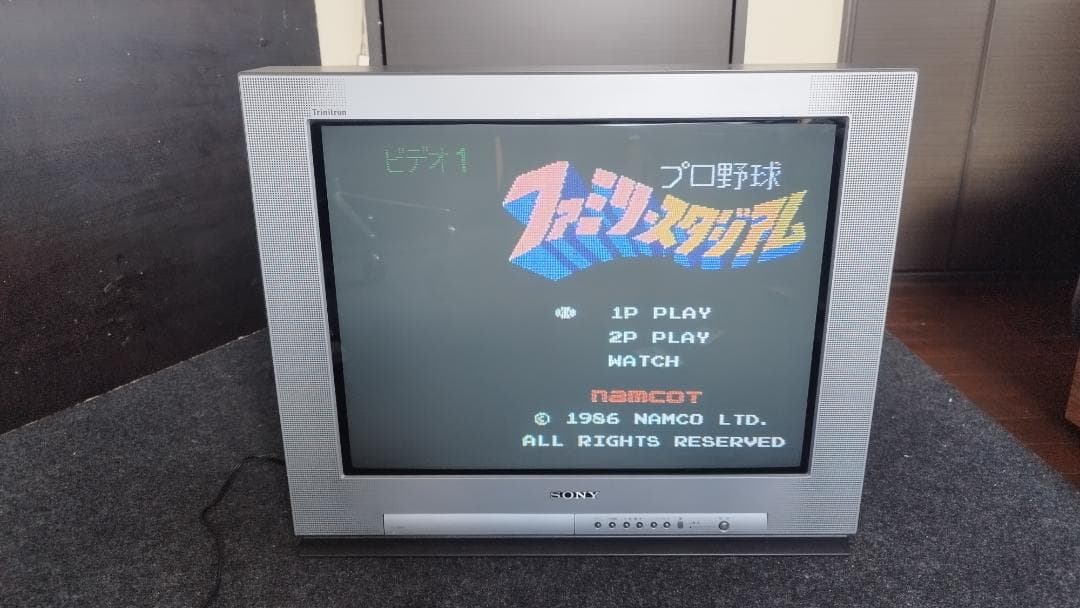 Trinitron
ビデオ1
プロ野球
ファミリースタジアム
1P PLAY
2P PLAY
WATCH
namcot
© 1986 NAMCO LTD.
ALL RIGHTS RESERVED
SONY